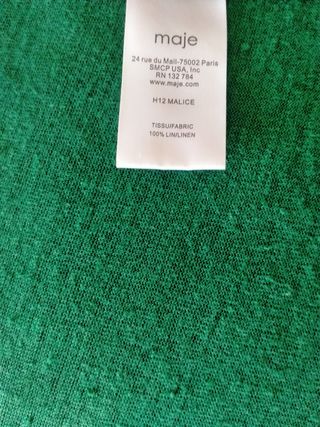 maje
24 rue du Mail-75002 Paris
SMCP USA, Inc
RN 132 784
www.maje.com
H12 MALICE
TISSU/FABRIC
100% LIN/LINEN